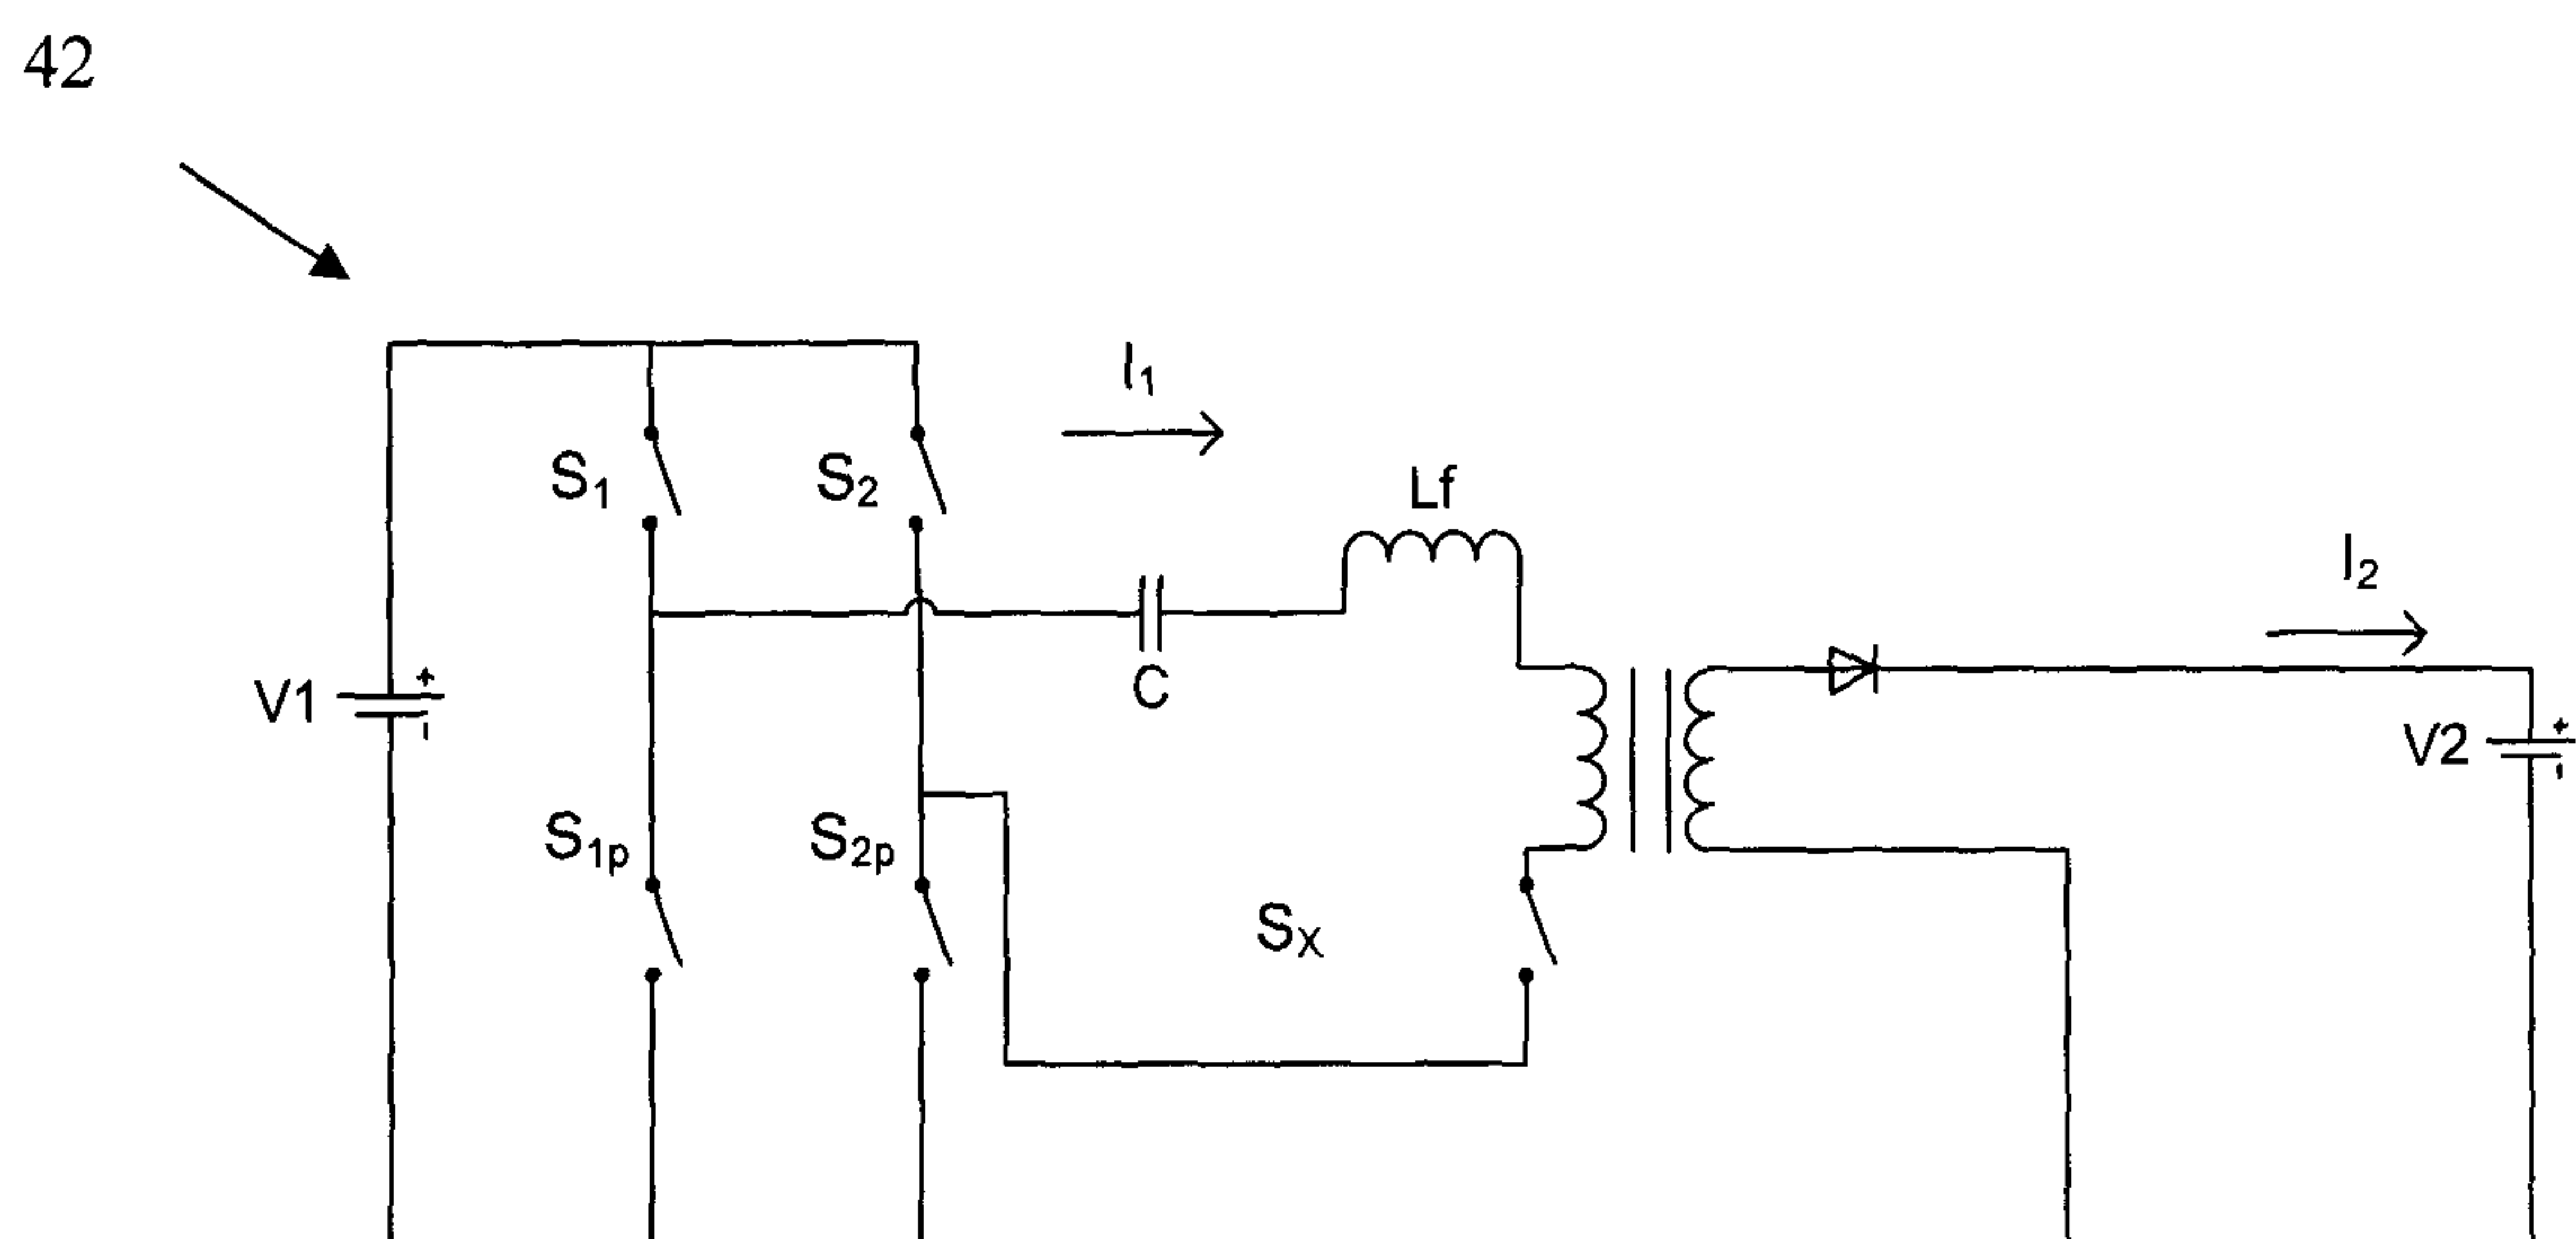 42
I₁
S₁
S₂
Lf
I₂
V1
+
-
C
V2
+
-
S₁ₚ
S₂ₚ
Sₓ